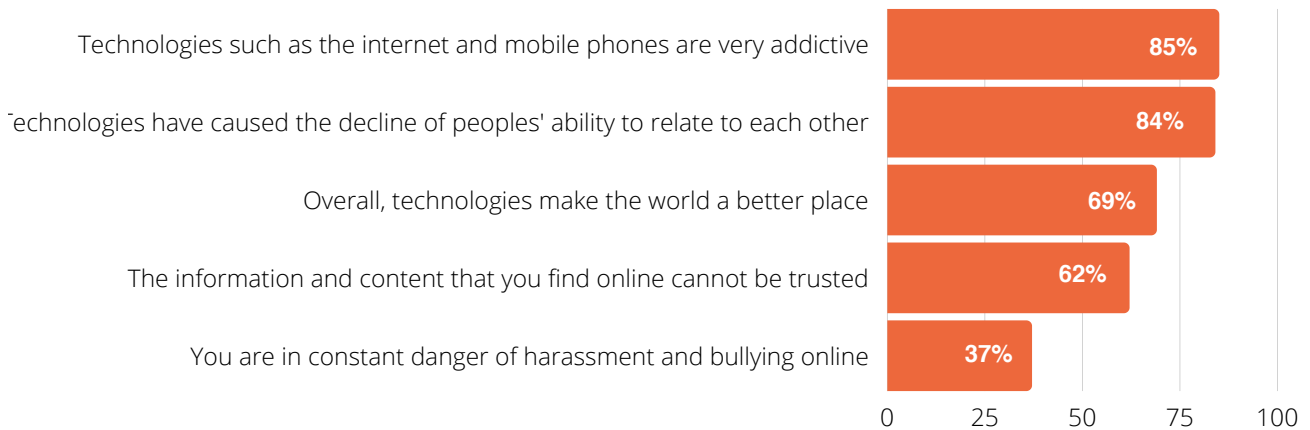 Technologies such as the internet and mobile phones are very addictive 85%
echnologies have caused the decline of peoples' ability to relate to each other 84%
Overall, technologies make the world a better place 69%
The information and content that you find online cannot be trusted 62%
You are in constant danger of harassment and bullying online 37%
0 25 50 75 100